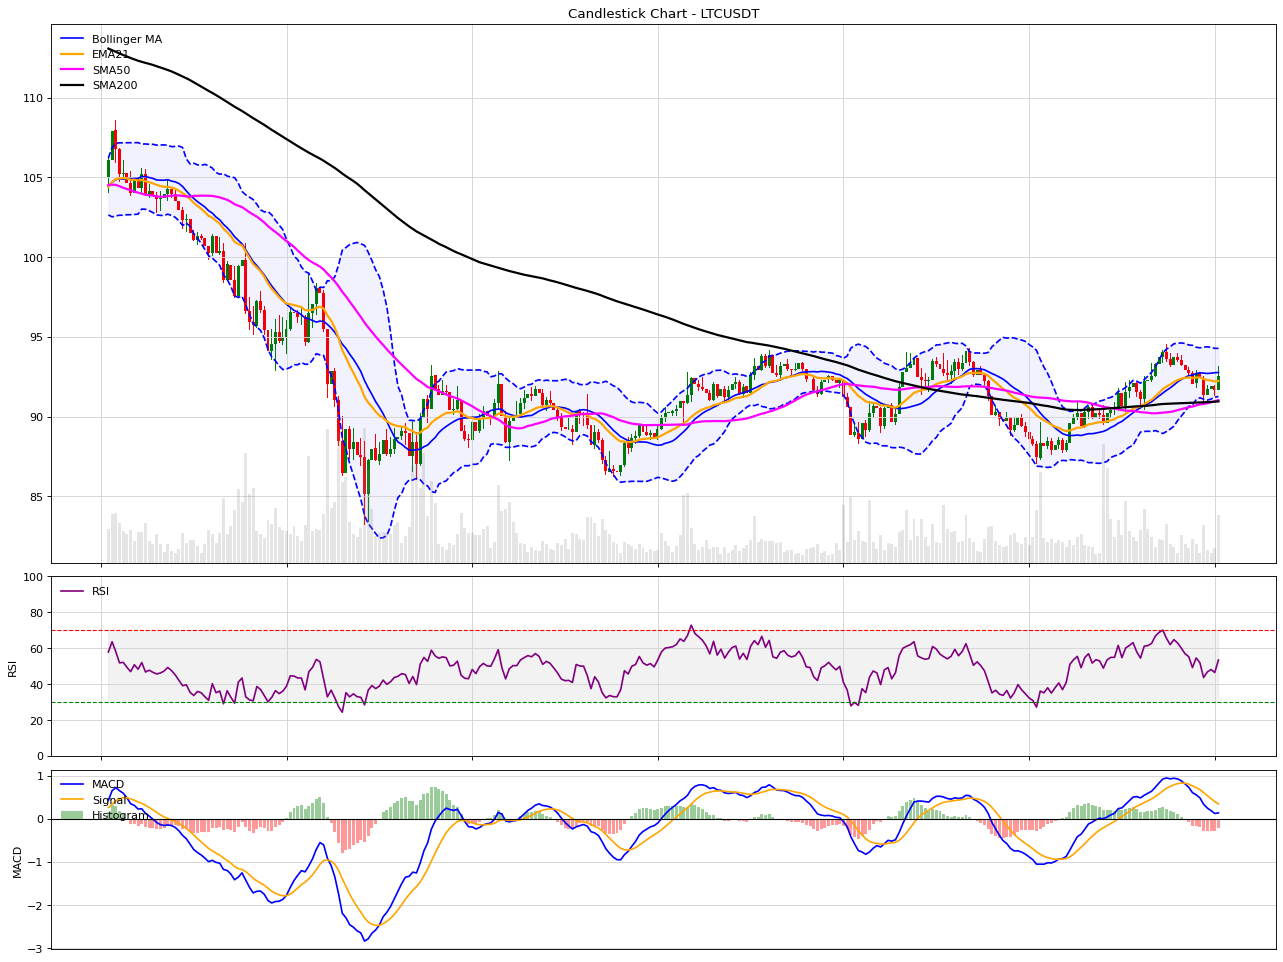 Candlestick Chart - LTCUSDT
Bollinger MA
EMA21
SMA50
SMA200
110
105
100
95
90
85
100
80
60
40
20
0
RSI
RSI
1
0
−1
−2
−3
MACD
MACD
Signal
Histogram